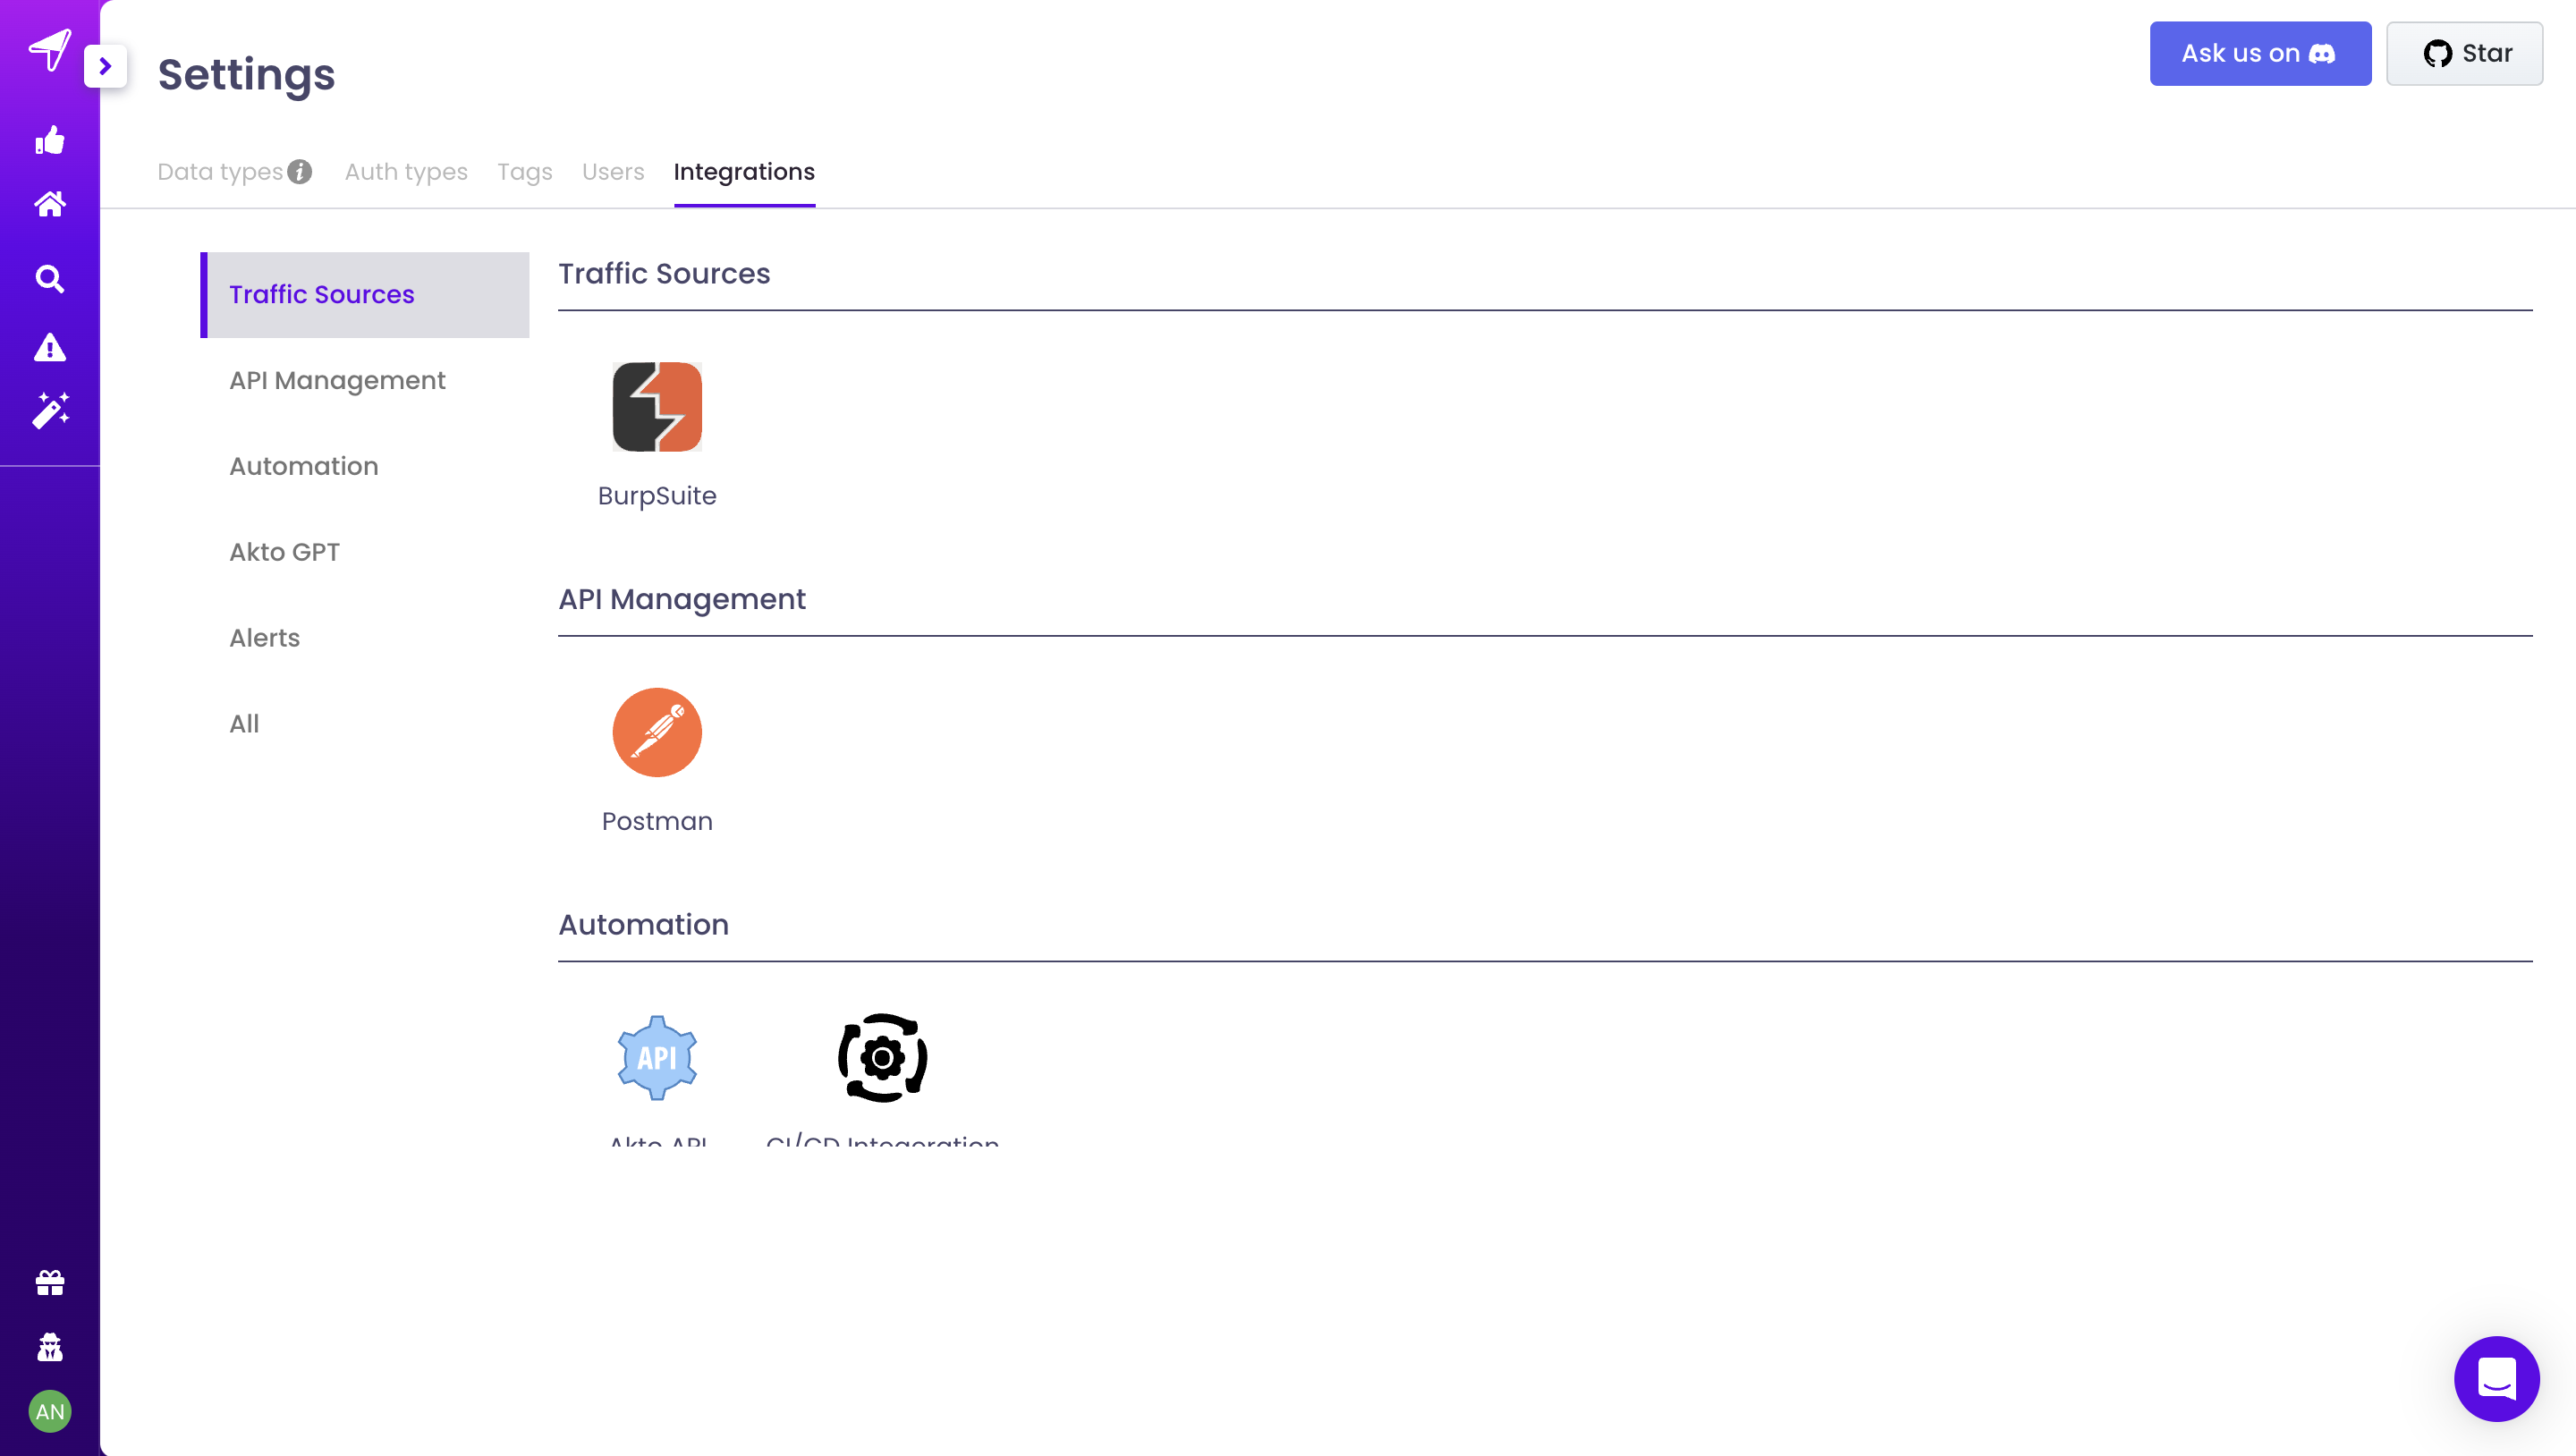 Settings
Ask us on
Star
Data types
Auth types
Tags
Users
Integrations
Traffic Sources
API Management
Automation
Akto GPT
Alerts
All
Traffic Sources
BurpSuite
API Management
Postman
Automation
API
Akto API
CI/CD Integeration
AN